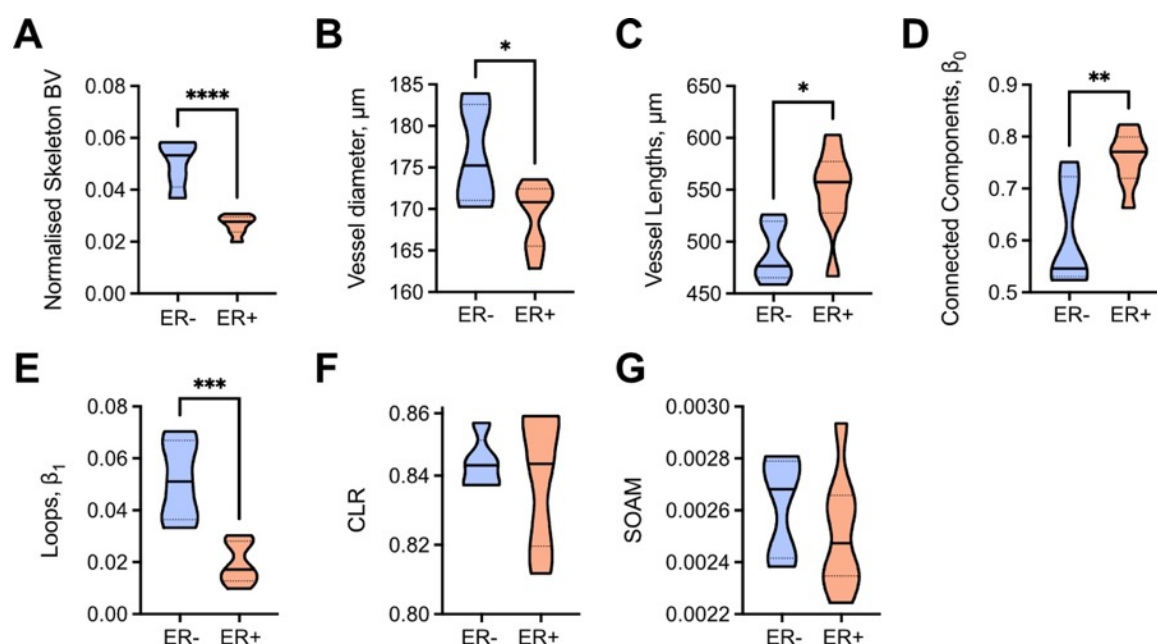 A
Normalised Skeleton BV
0.08
0.06
0.04
0.02
0.00
****
ER-
ER+
B
Vessel diameter, μm
185
180
175
170
165
160
*
ER-
ER+
C
Vessel Lengths, μm
650
600
550
500
450
*
ER-
ER+
D
Connected Components, β₀
0.9
0.8
0.7
0.6
0.5
**
ER-
ER+
E
Loops, β₁
0.08
0.06
0.04
0.02
0.00
***
ER-
ER+
F
CLR
0.86
0.84
0.82
0.80
ER-
ER+
G
SOAM
0.0030
0.0028
0.0026
0.0024
0.0022
ER-
ER+